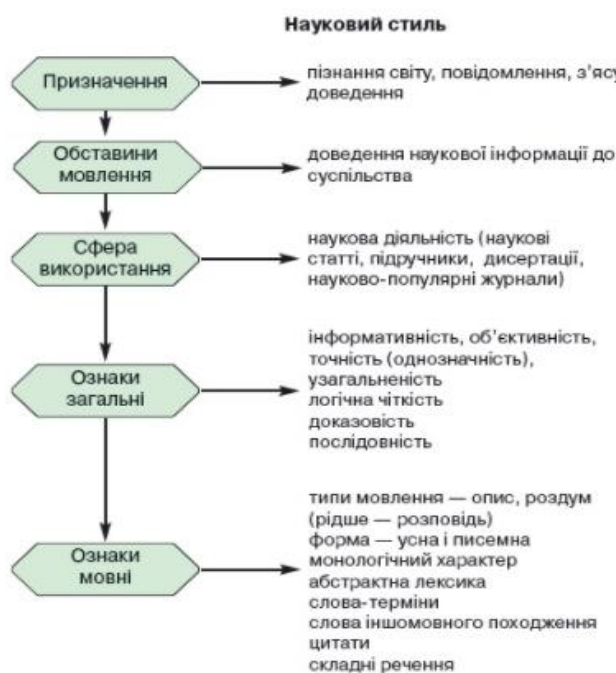 Науковий стиль
Призначення
пізнання світу, повідомлення,
доведення
Обставини
мовлення
доведення наукової інформації до
суспільства
Сфера
використання
наукова діяльність (наукові
статті, підручники, дисертації,
науково-популярні журнали)
Ознаки
загальні
інформативність, об'єктивність,
точність (однозначність),
узагальненість
логічна чіткість
доказовість
послідовність
Ознаки
мовні
типи мовлення — опис, роздум
(рідше — розповідь)
форма — усна і писемна
монологічний характер
абстрактна лексика
слова-терміни
слова іншомовного походження
цитати
складні речення